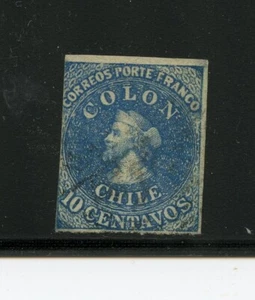 CORREOS PORTE FRANCO
COLON
CHILE
10 CENTAVOS